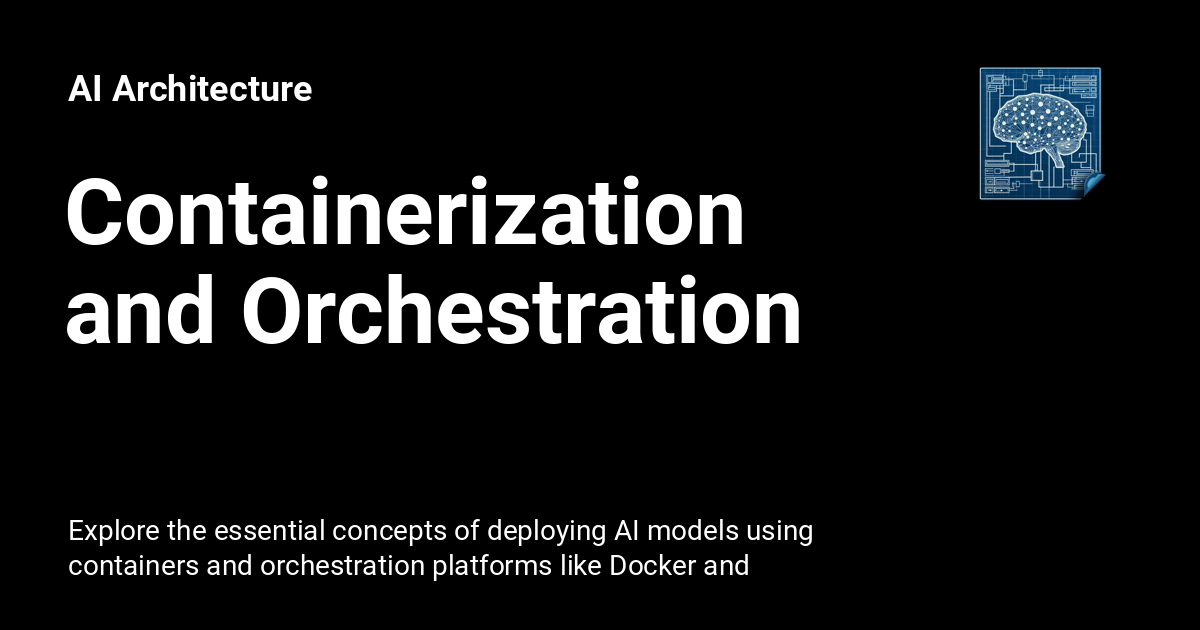 AI Architecture
Containerization
and Orchestration
Explore the essential concepts of deploying AI models using
containers and orchestration platforms like Docker and